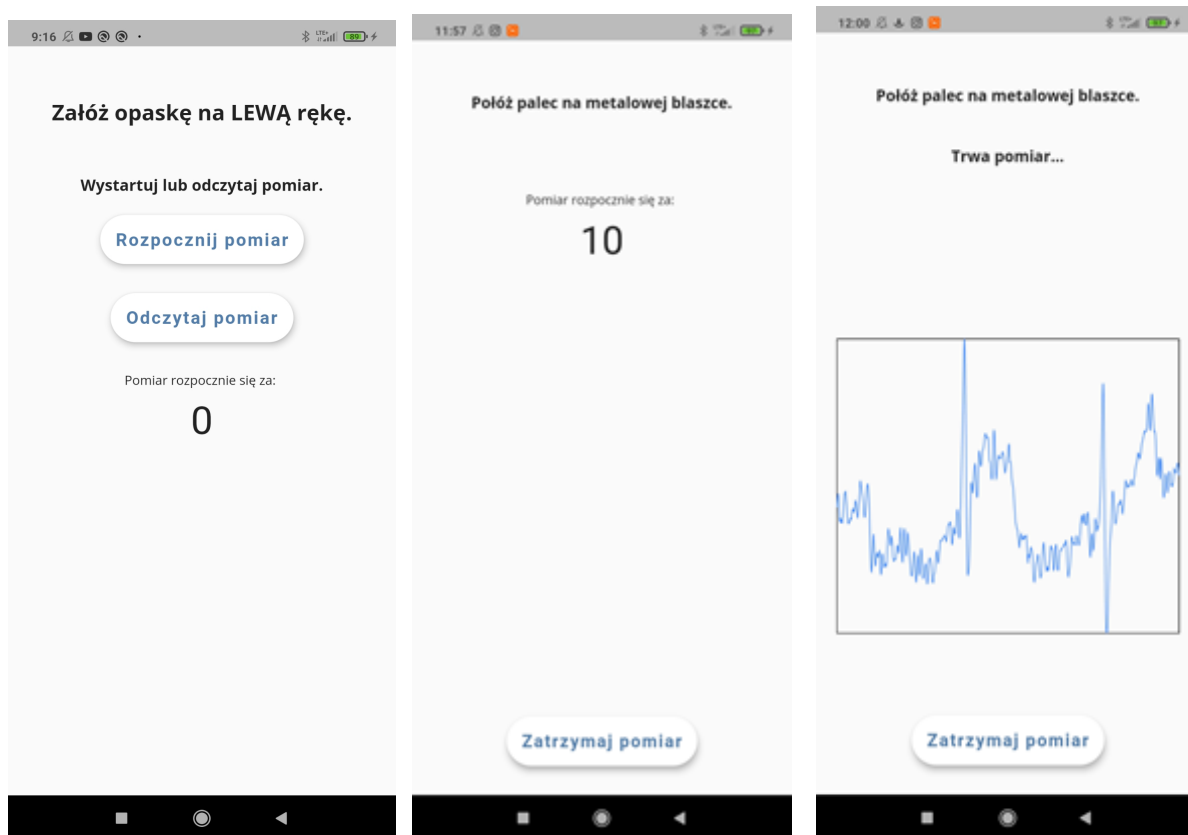 9:16
LTE+
89
Załóż opaskę na LEWĄ rękę.
Wystartuj lub odczytaj pomiar.
Rozpocznij pomiar
Odczytaj pomiar
Pomiar rozpocznie się za:
0
11:57
Połóż palec na metalowej blaszce.
Pomiar rozpocznie się za:
10
Zatrzymaj pomiar
12:00
Połóż palec na metalowej blaszce.
Trwa pomiar...
Zatrzymaj pomiar